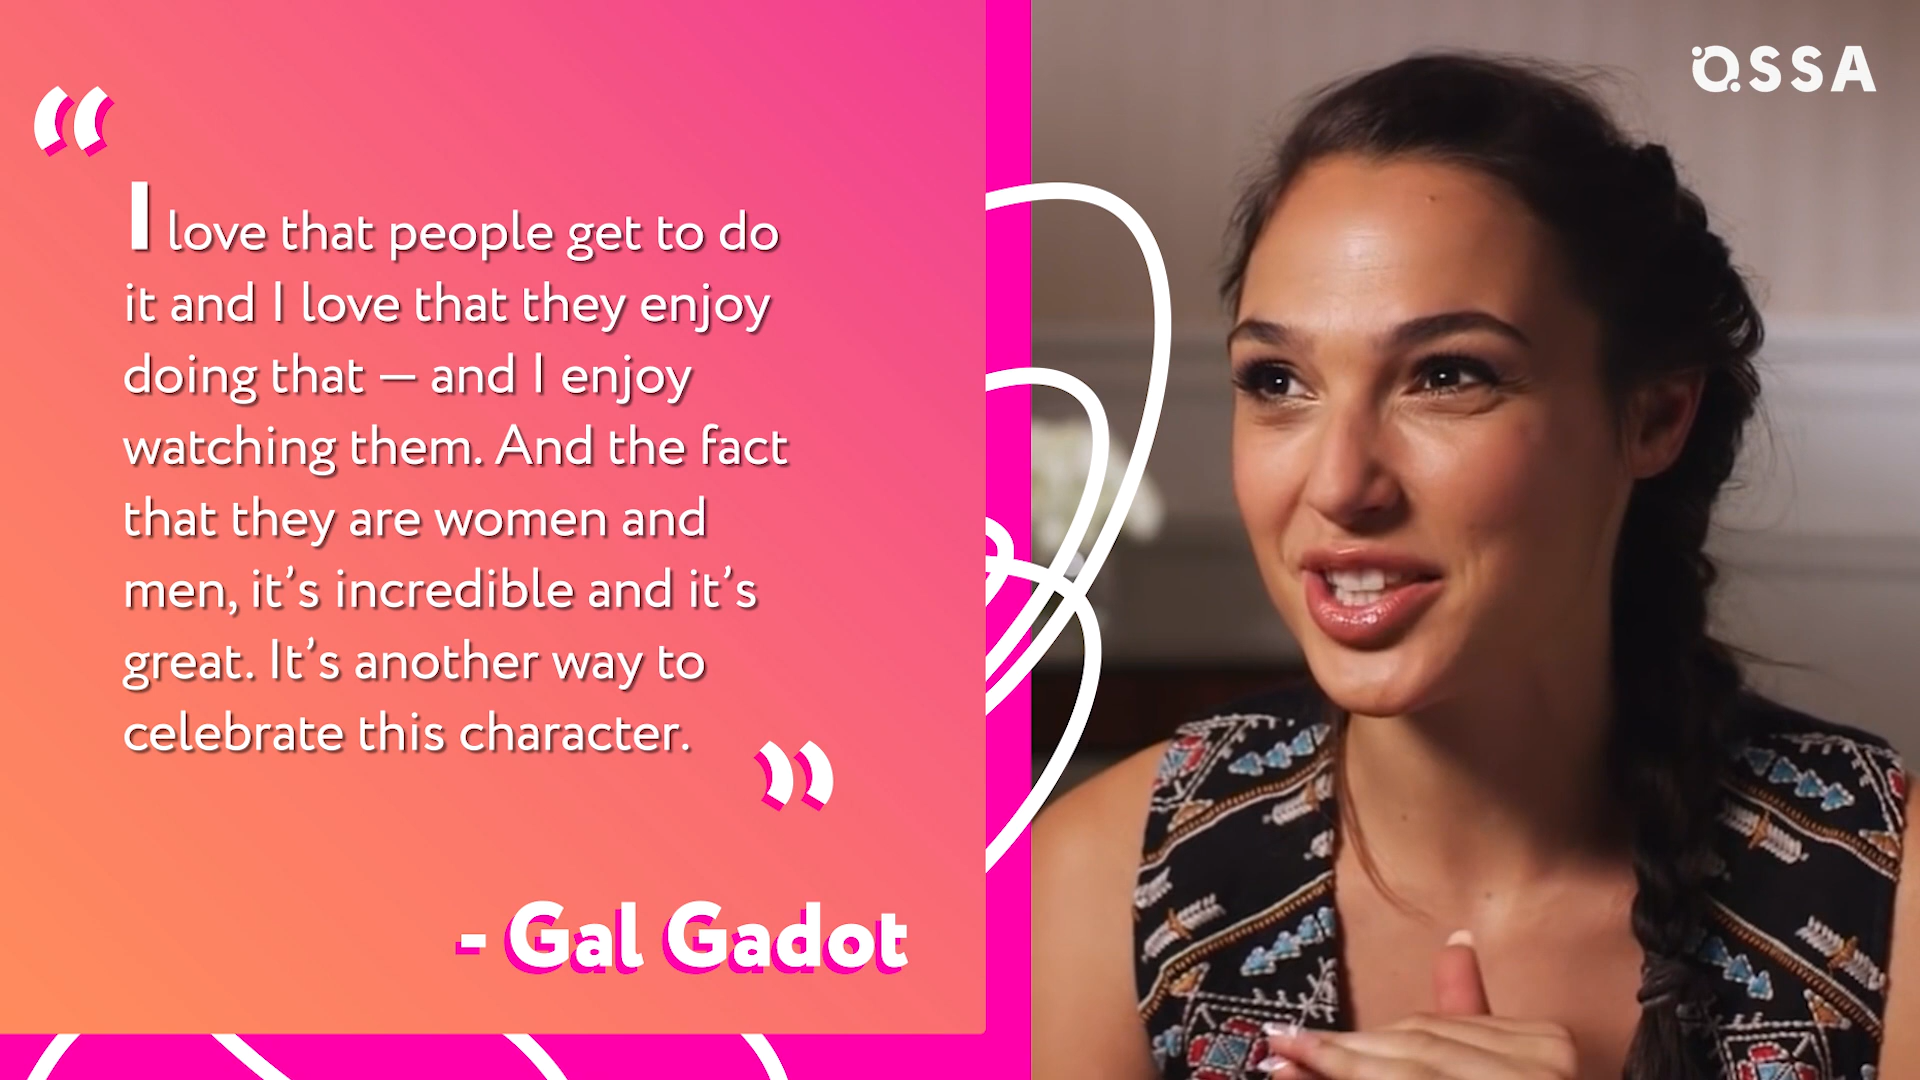 QSSA
“
I love that people get to do
it and I love that they enjoy
doing that – and I enjoy
watching them. And the fact
that they are women and
men, it’s incredible and it’s
great. It’s another way to
celebrate this character.
”
- Gal Gadot